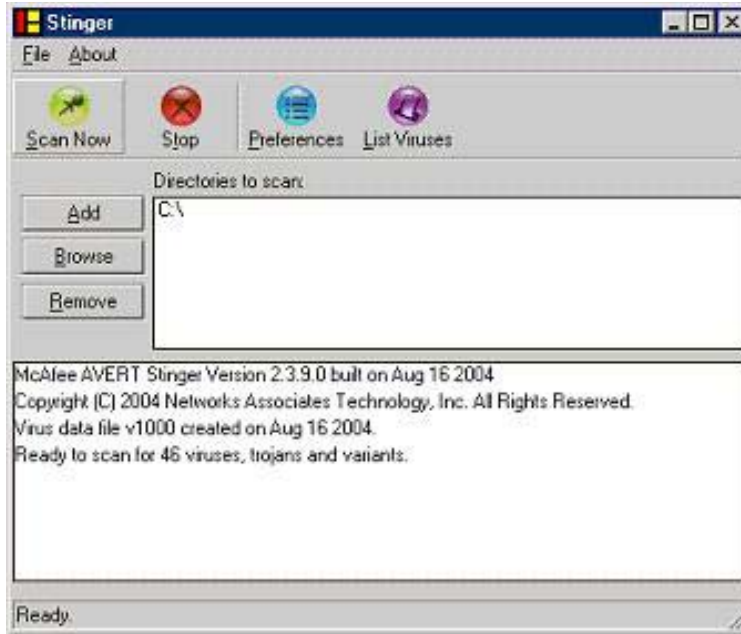 Stinger
File About
Scan Now Stop Preferences List Viruses
Directories to scan:
Add
C:\
Browse
Remove
McAfee AVERT Stinger Version 2.3.9.0 built on Aug 16 2004
Copyright (C) 2004 Networks Associates Technology, Inc. All Rights Reserved.
Virus data file v1000 created on Aug 16 2004.
Ready to scan for 46 viruses, trojans and variants.
Ready.